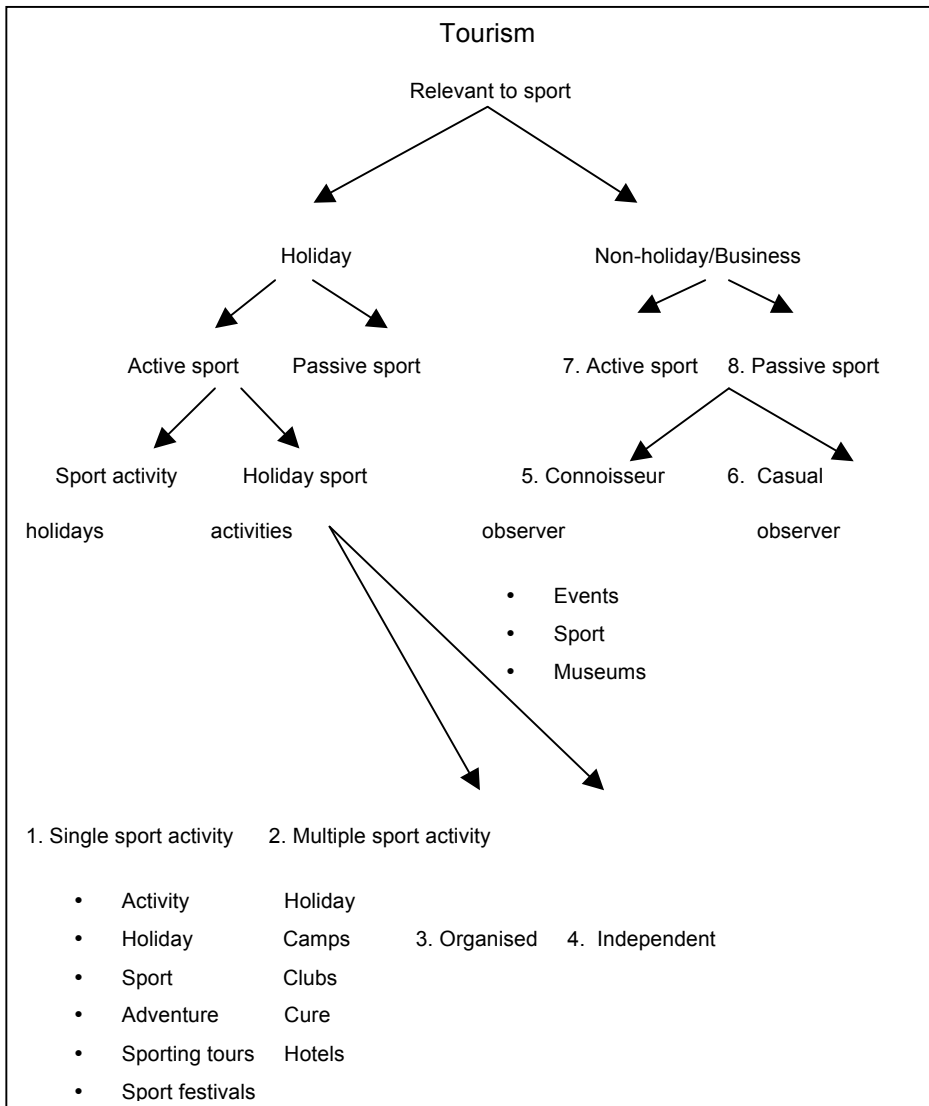 Tourism
Relevant to sport
Holiday Non-holiday/Business
Active sport Passive sport 7. Active sport 8. Passive sport
Sport activity Holiday sport 5. Connoisseur 6. Casual
holidays activities observer observer
• Events
• Sport
• Museums
1. Single sport activity 2. Multiple sport activity
• Activity Holiday
• Holiday Camps 3. Organised 4. Independent
• Sport Clubs
• Adventure Cure
• Sporting tours Hotels
• Sport festivals